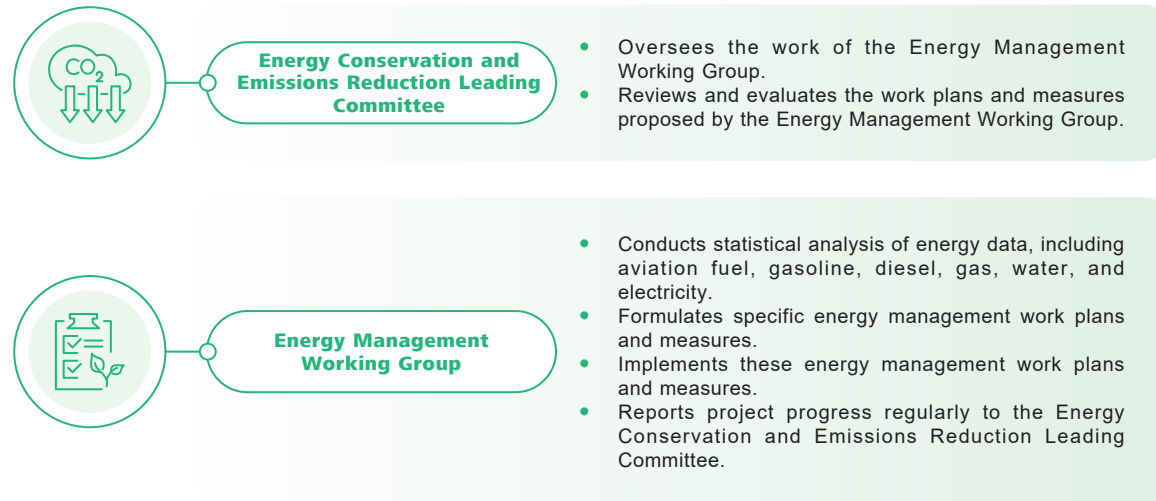 CO2
Energy Conservation and
Emissions Reduction Leading
Committee
• Oversees the work of the Energy Management
Working Group.
• Reviews and evaluates the work plans and measures
proposed by the Energy Management Working Group.
Energy Management
Working Group
• Conducts statistical analysis of energy data, including
aviation fuel, gasoline, diesel, gas, water, and
electricity.
• Formulates specific energy management work plans
and measures.
• Implements these energy management work plans
and measures.
• Reports project progress regularly to the Energy
Conservation and Emissions Reduction Leading
Committee.